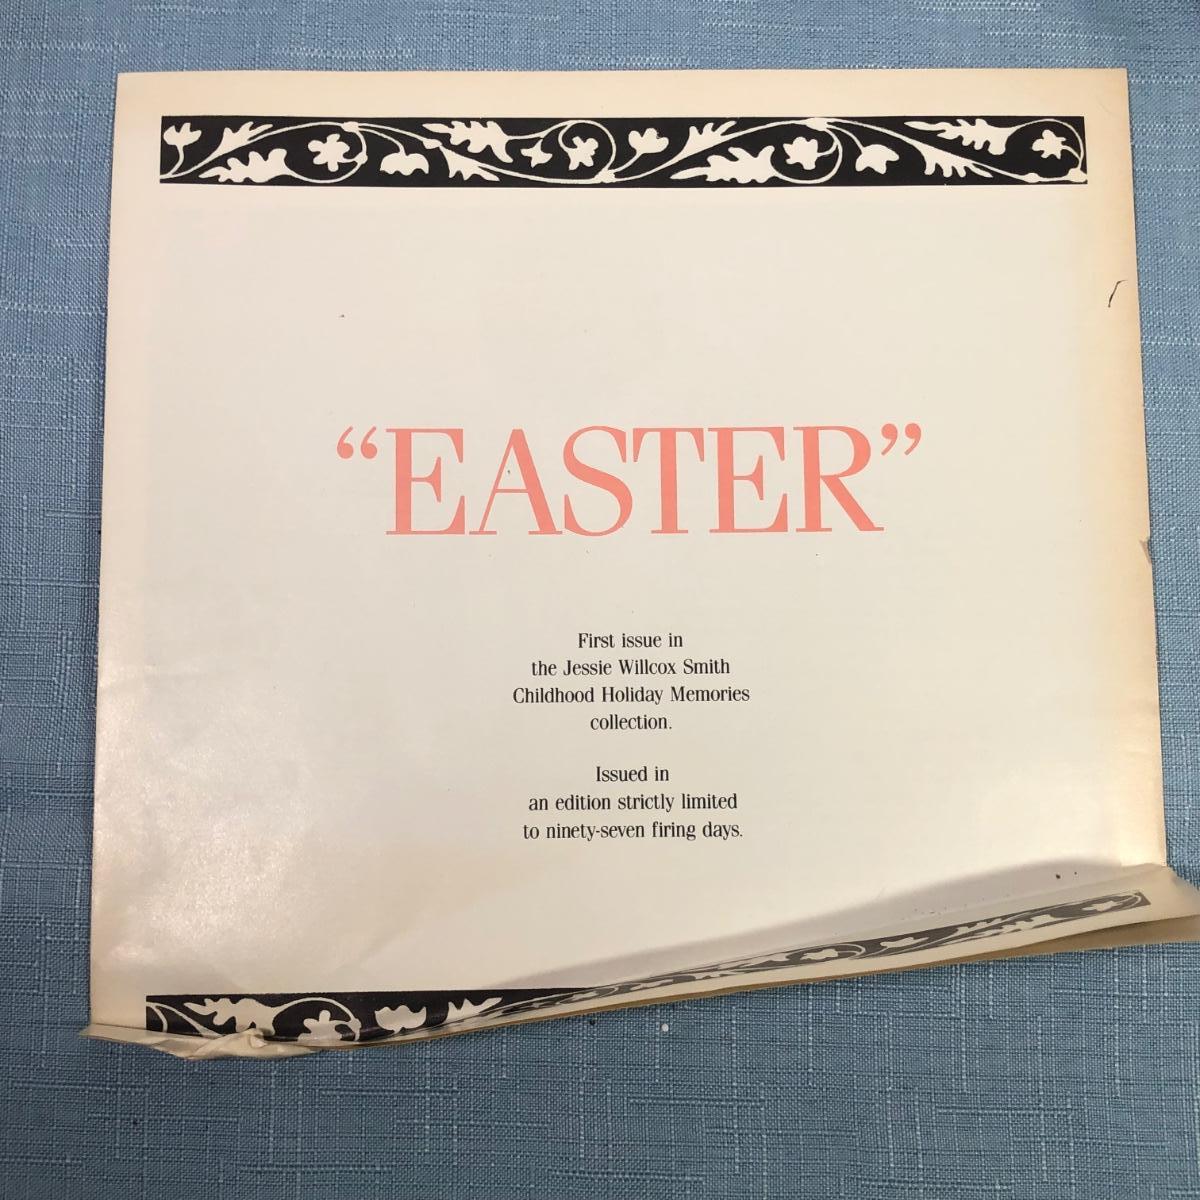 “EASTER”
First issue in
the Jessie Willcox Smith
Childhood Holiday Memories
collection.
Issued in
an edition strictly limited
to ninety-seven firing days.